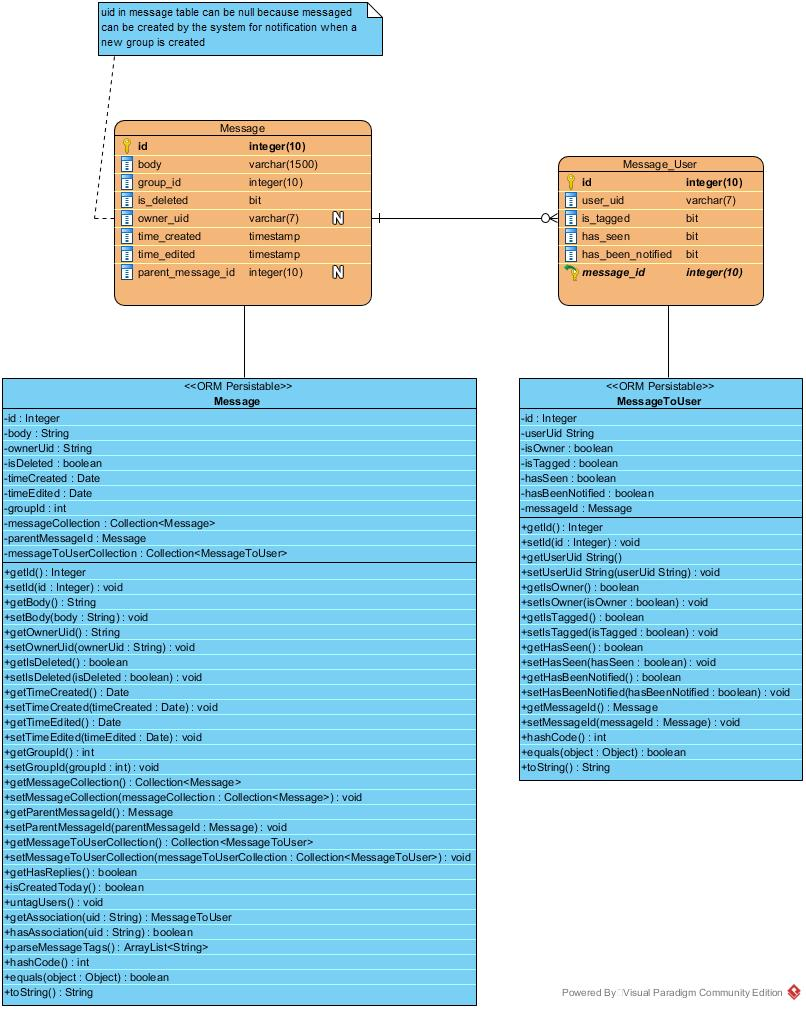 uid in message table can be null because messaged
can be created by the system for notification when a
new group is created
Message
id integer(10)
body varchar(1500)
group_id integer(10)
is_deleted bit
owner_uid varchar(7) N
time_created timestamp
time_edited timestamp
parent_message_id integer(10) N
Message_User
id integer(10)
user_uid varchar(7)
is_tagged bit
has_seen bit
has_been_notified bit
message_id integer(10)
<<ORM Persistable>>
Message
-id : Integer
-body : String
-ownerUid : String
-isDeleted : boolean
-timeCreated : Date
-timeEdited : Date
-groupId : int
-messageCollection : Collection<Message>
-parentMessageId : Message
-messageToUserCollection : Collection<MessageToUser>
+getId() : Integer
+setId(id : Integer) : void
+getBody() : String
+setBody(body : String) : void
+getOwnerUid() : String
+setOwnerUid(ownerUid : String) : void
+getIsDeleted() : boolean
+setIsDeleted(isDeleted : boolean) : void
+getTimeCreated() : Date
+setTimeCreated(timeCreated : Date) : void
+getTimeEdited() : Date
+setTimeEdited(timeEdited : Date) : void
+getGroupId() : int
+setGroupId(groupId : int) : void
+getMessageCollection() : Collection<Message>
+setMessageCollection(messageCollection : Collection<Message>) : void
+getParentMessageId() : Message
+setParentMessageId(parentMessageId : Message) : void
+getMessageToUserCollection() : Collection<MessageToUser>
+setMessageToUserCollection(messageToUserCollection : Collection<MessageToUser>) : void
+getHasReplies() : boolean
+isCreatedToday() : boolean
+untagUsers() : void
+getAssociation(uid : String) : MessageToUser
+hasAssociation(uid : String) : boolean
+parseMessageTags() : ArrayList<String>
+hashCode() : int
+equals(object : Object) : boolean
+toString() : String
<<ORM Persistable>>
MessageToUser
-id : Integer
-userUid String
-isOwner : boolean
-isTagged : boolean
-hasSeen : boolean
-hasBeenNotified : boolean
-messageId : Message
+getId() : Integer
+setId(id : Integer) : void
+getUserUid String()
+setUserUid String(userUid String) : void
+getIsOwner() : boolean
+setIsOwner(isOwner : boolean) : void
+getIsTagged() : boolean
+setIsTagged(isTagged : boolean) : void
+getHasSeen() : boolean
+setHasSeen(hasSeen : boolean) : void
+getHasBeenNotified() : boolean
+setHasBeenNotified(hasBeenNotified : boolean) : void
+getMessageId() : Message
+setMessageId(messageId : Message) : void
+hashCode() : int
+equals(object : Object) : boolean
+toString() : String
Powered By Visual Paradigm Community Edition